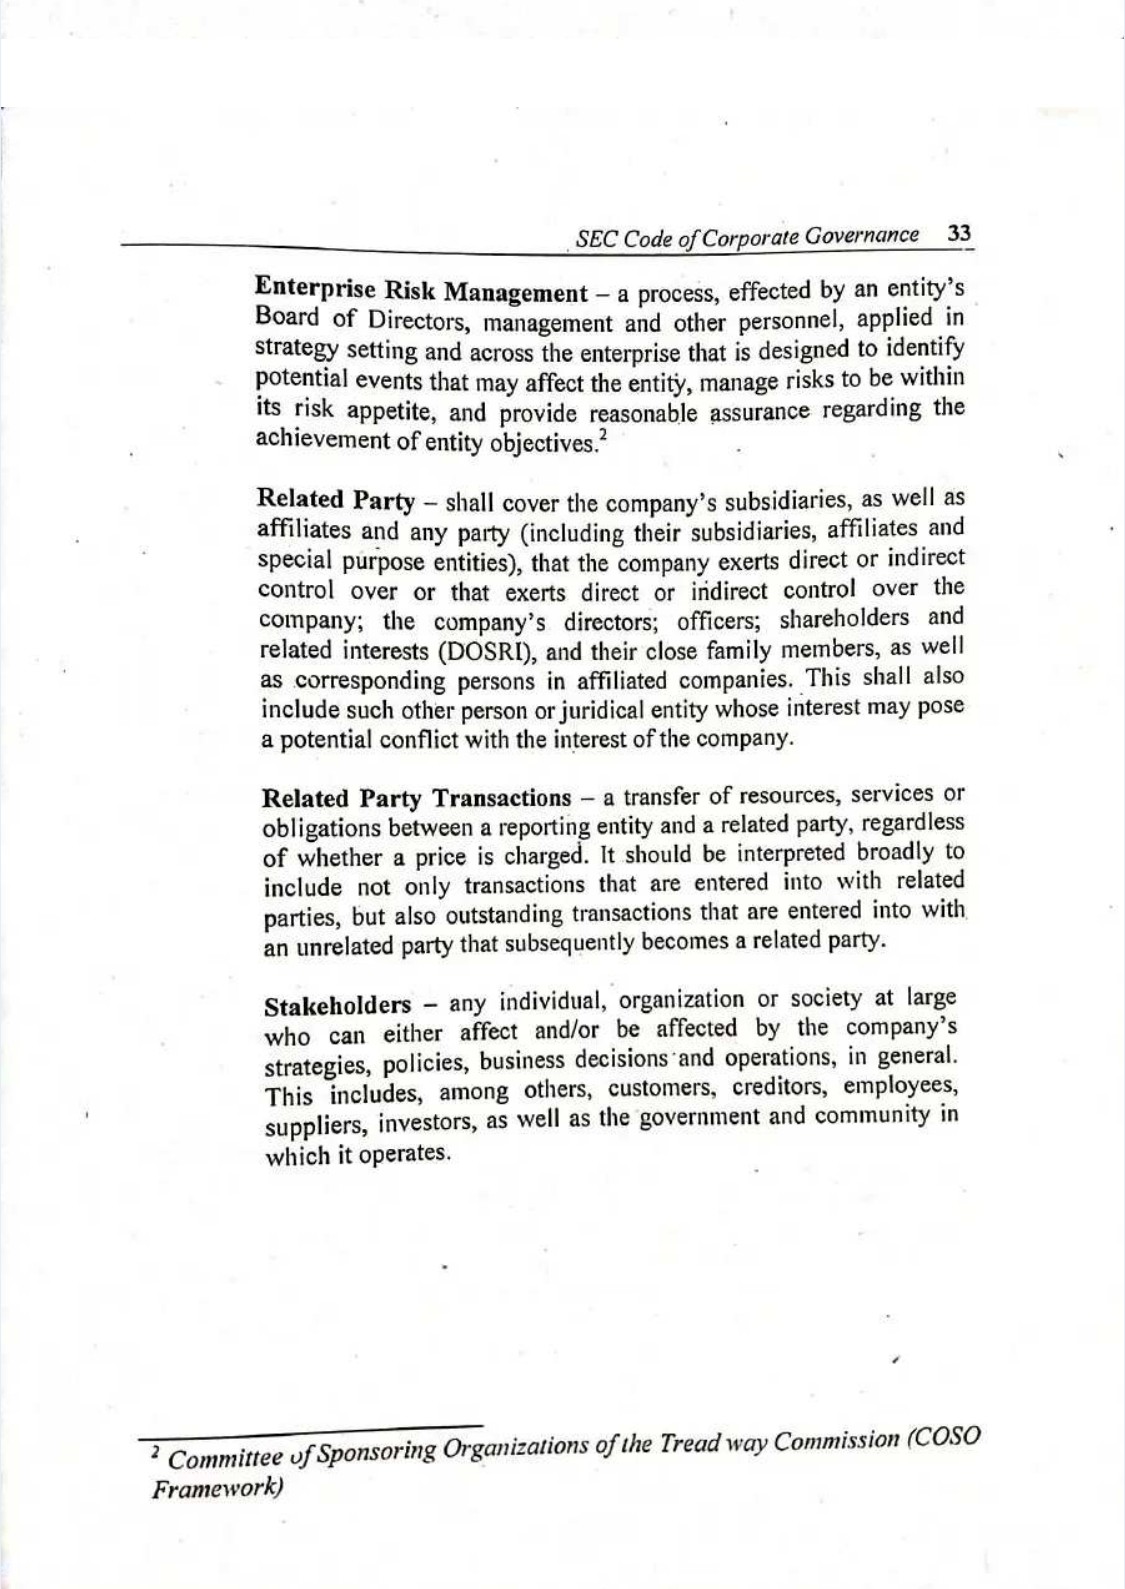 SEC Code of Corporate Governance 33
Enterprise Risk Management – a process, effected by an entity's
Board of Directors, management and other personnel, applied in
strategy setting and across the enterprise that is designed to identify
potential events that may affect the entity, manage risks to be within
its risk appetite, and provide reasonable assurance regarding the
achievement of entity objectives.²
Related Party – shall cover the company's subsidiaries, as well as
affiliates and any party (including their subsidiaries, affiliates and
special purpose entities), that the company exerts direct or indirect
control over or that exerts direct or indirect control over the
company; the company's directors; officers; shareholders and
related interests (DOSRI), and their close family members, as well
as corresponding persons in affiliated companies. This shall also
include such other person or juridical entity whose interest may pose
a potential conflict with the interest of the company.
Related Party Transactions – a transfer of resources, services or
obligations between a reporting entity and a related party, regardless
of whether a price is charged. It should be interpreted broadly to
include not only transactions that are entered into with related
parties, but also outstanding transactions that are entered into with
an unrelated party that subsequently becomes a related party.
Stakeholders – any individual, organization or society at large
who can either affect and/or be affected by the company's
strategies, policies, business decisions and operations, in general.
This includes, among others, customers, creditors, employees,
suppliers, investors, as well as the government and community in
which it operates.
² Committee of Sponsoring Organizations of the Tread way Commission (COSO
Framework)